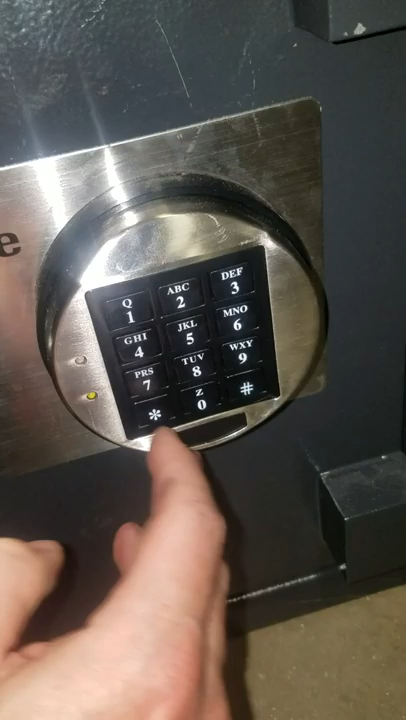 e
Q ABC DEF
1 2 3
GHI JKL MNO
4 5 6
PRS TUV WXY
7 8 9
Z
* 0 #